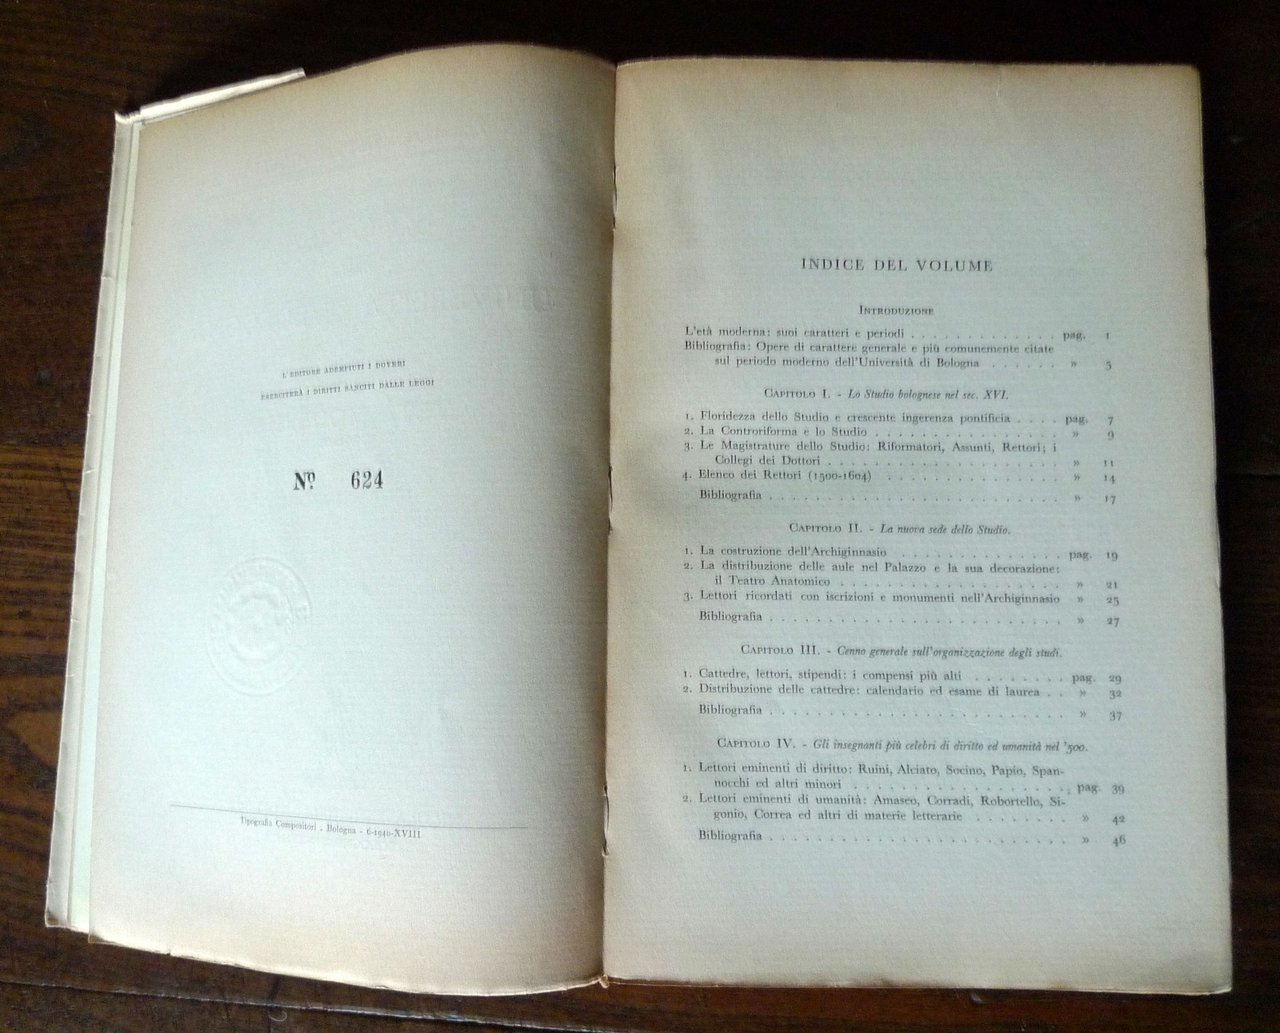 L'EDITORE ADEMPIUTI I DOVERI
ESERCITERÀ I DIRITTI SANCITI DALLE LEGGI
Nº. 624
Tipografia Compositori . Bologna - 6-1940-XVIII
INDICE DEL VOLUME
INTRODUZIONE
L'età moderna: suoi caratteri e periodi . . . . . . . . . . . . pag. 1
Bibliografia: Opere di carattere generale e più comunemente citate
sul periodo moderno dell'Università di Bologna . . . . . . » 5
CAPITOLO I. - Lo Studio bolognese nel sec. XVI.
1. Floridezza dello Studio e crescente ingerenza pontificia . . . . pag. 7
2. La Controriforma e lo Studio . . . . . . . . . . . . . . . » 9
3. Le Magistrature dello Studio: Riformatori, Assunti, Rettori; i
Collegi dei Dottori . . . . . . . . . . . . . . . . . . . » 11
4. Elenco dei Rettori (1500-1604) . . . . . . . . . . . . . . . » 14
Bibliografia . . . . . . . . . . . . . . . . . . . . . . . . » 17
CAPITOLO II. - La nuova sede dello Studio.
1. La costruzione dell'Archiginnasio . . . . . . . . . . . . . pag. 19
2. La distribuzione delle aule nel Palazzo e la sua decorazione:
il Teatro Anatomico . . . . . . . . . . . . . . . . . . » 21
3. Lettori ricordati con iscrizioni e monumenti nell'Archiginnasio » 25
Bibliografia . . . . . . . . . . . . . . . . . . . . . . . . » 27
CAPITOLO III. - Cenno generale sull'organizzazione degli studi.
1. Cattedre, lettori, stipendi: i compensi più alti . . . . . . . . pag. 29
2. Distribuzione delle cattedre: calendario ed esame di laurea . . » 32
Bibliografia . . . . . . . . . . . . . . . . . . . . . . . . » 37
CAPITOLO IV. - Gli insegnanti più celebri di diritto ed umanità nel '500.
1. Lettori eminenti di diritto: Ruini, Alciato, Socino, Papio, Span-
nocchi ed altri minori . . . . . . . . . . . . . . . . . pag. 39
2. Lettori eminenti di umanità: Amaseo, Corradi, Robortello, Si-
gonio, Correa ed altri di materie letterarie . . . . . . . . » 42
Bibliografia . . . . . . . . . . . . . . . . . . . . . . . . » 46